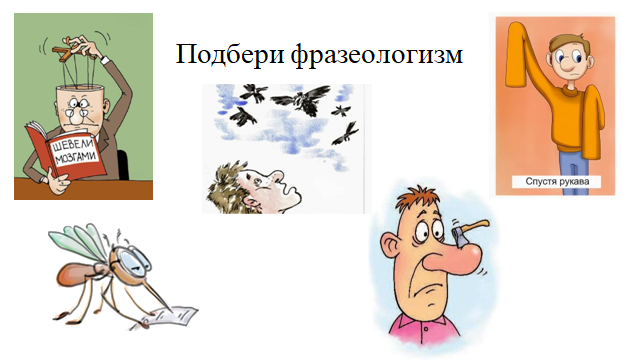 Подбери фразеологизм
ШЕВЕЛИ
МОЗГАМИ
Спустя рукава